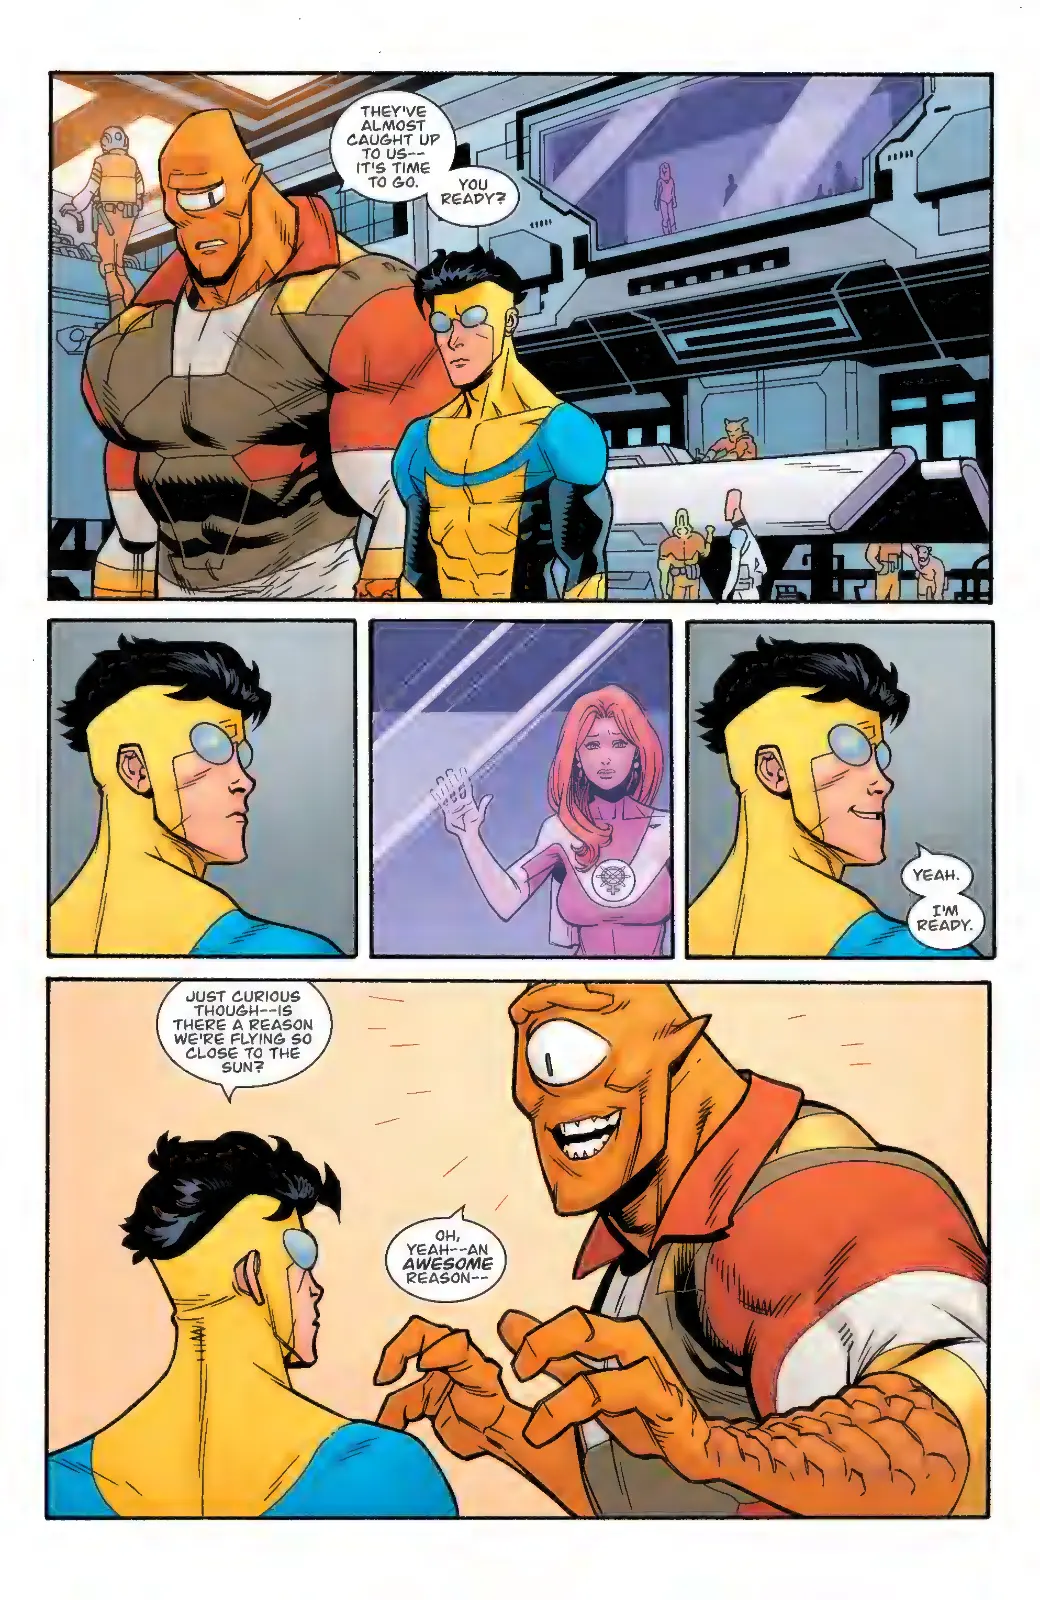 THEY'VE
ALMOST
CAUGHT UP
TO US--
IT'S TIME
TO GO.
YOU
READY?
YEAH.
I'M
READY.
JUST CURIOUS
THOUGH--IS
THERE A REASON
WE'RE FLYING SO
CLOSE TO THE
SUN?
OH,
YEAH--AN
AWESOME
REASON--